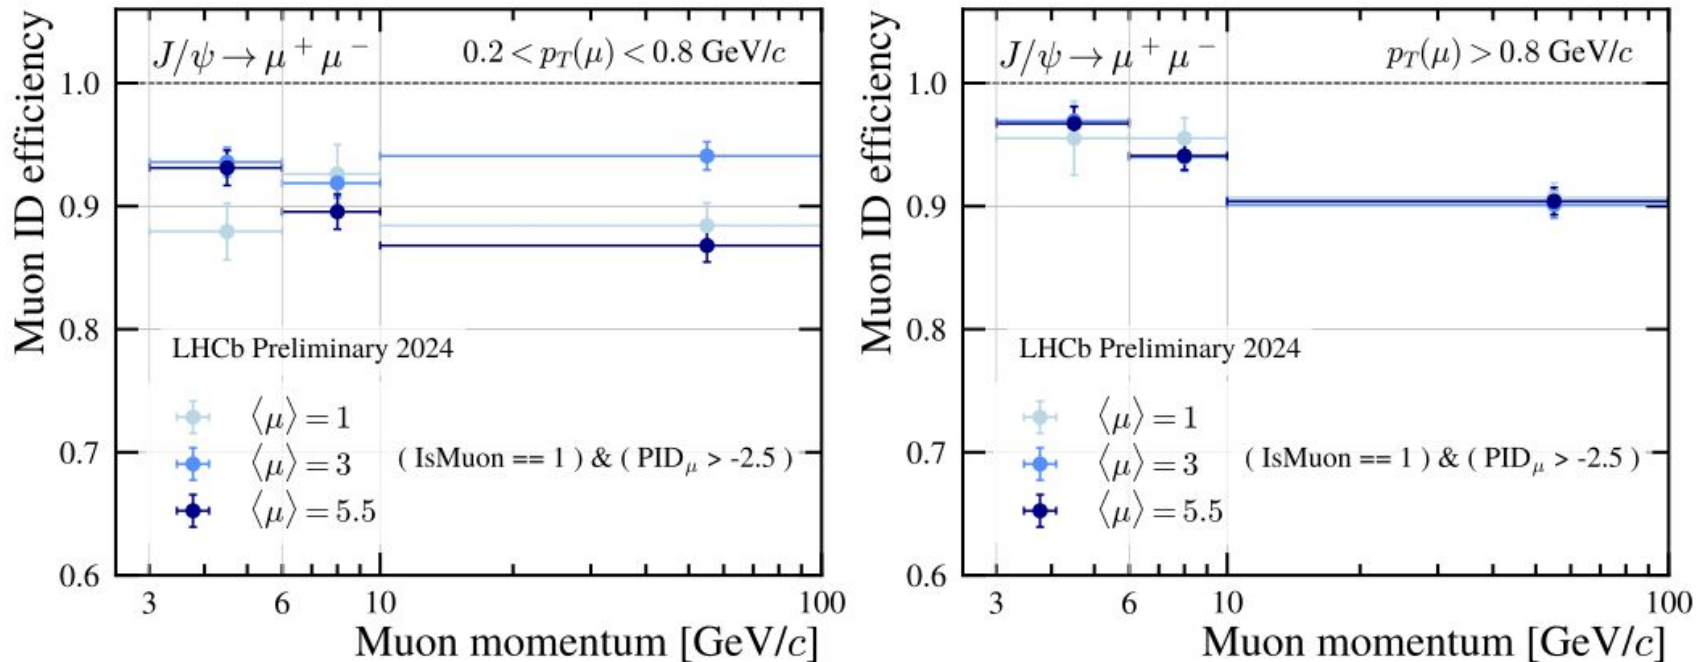 Muon ID efficiency
J/ψ → μ⁺ μ⁻
0.2 < p_T(μ) < 0.8 GeV/c
1.0
0.9
0.8
0.7
0.6
LHCb Preliminary 2024
⟨μ⟩ = 1
⟨μ⟩ = 3
⟨μ⟩ = 5.5
( IsMuon == 1 ) & ( PID_μ > -2.5 )
3 6 10 100
Muon momentum [GeV/c]
Muon ID efficiency
J/ψ → μ⁺ μ⁻
p_T(μ) > 0.8 GeV/c
1.0
0.9
0.8
0.7
0.6
LHCb Preliminary 2024
⟨μ⟩ = 1
⟨μ⟩ = 3
⟨μ⟩ = 5.5
( IsMuon == 1 ) & ( PID_μ > -2.5 )
3 6 10 100
Muon momentum [GeV/c]